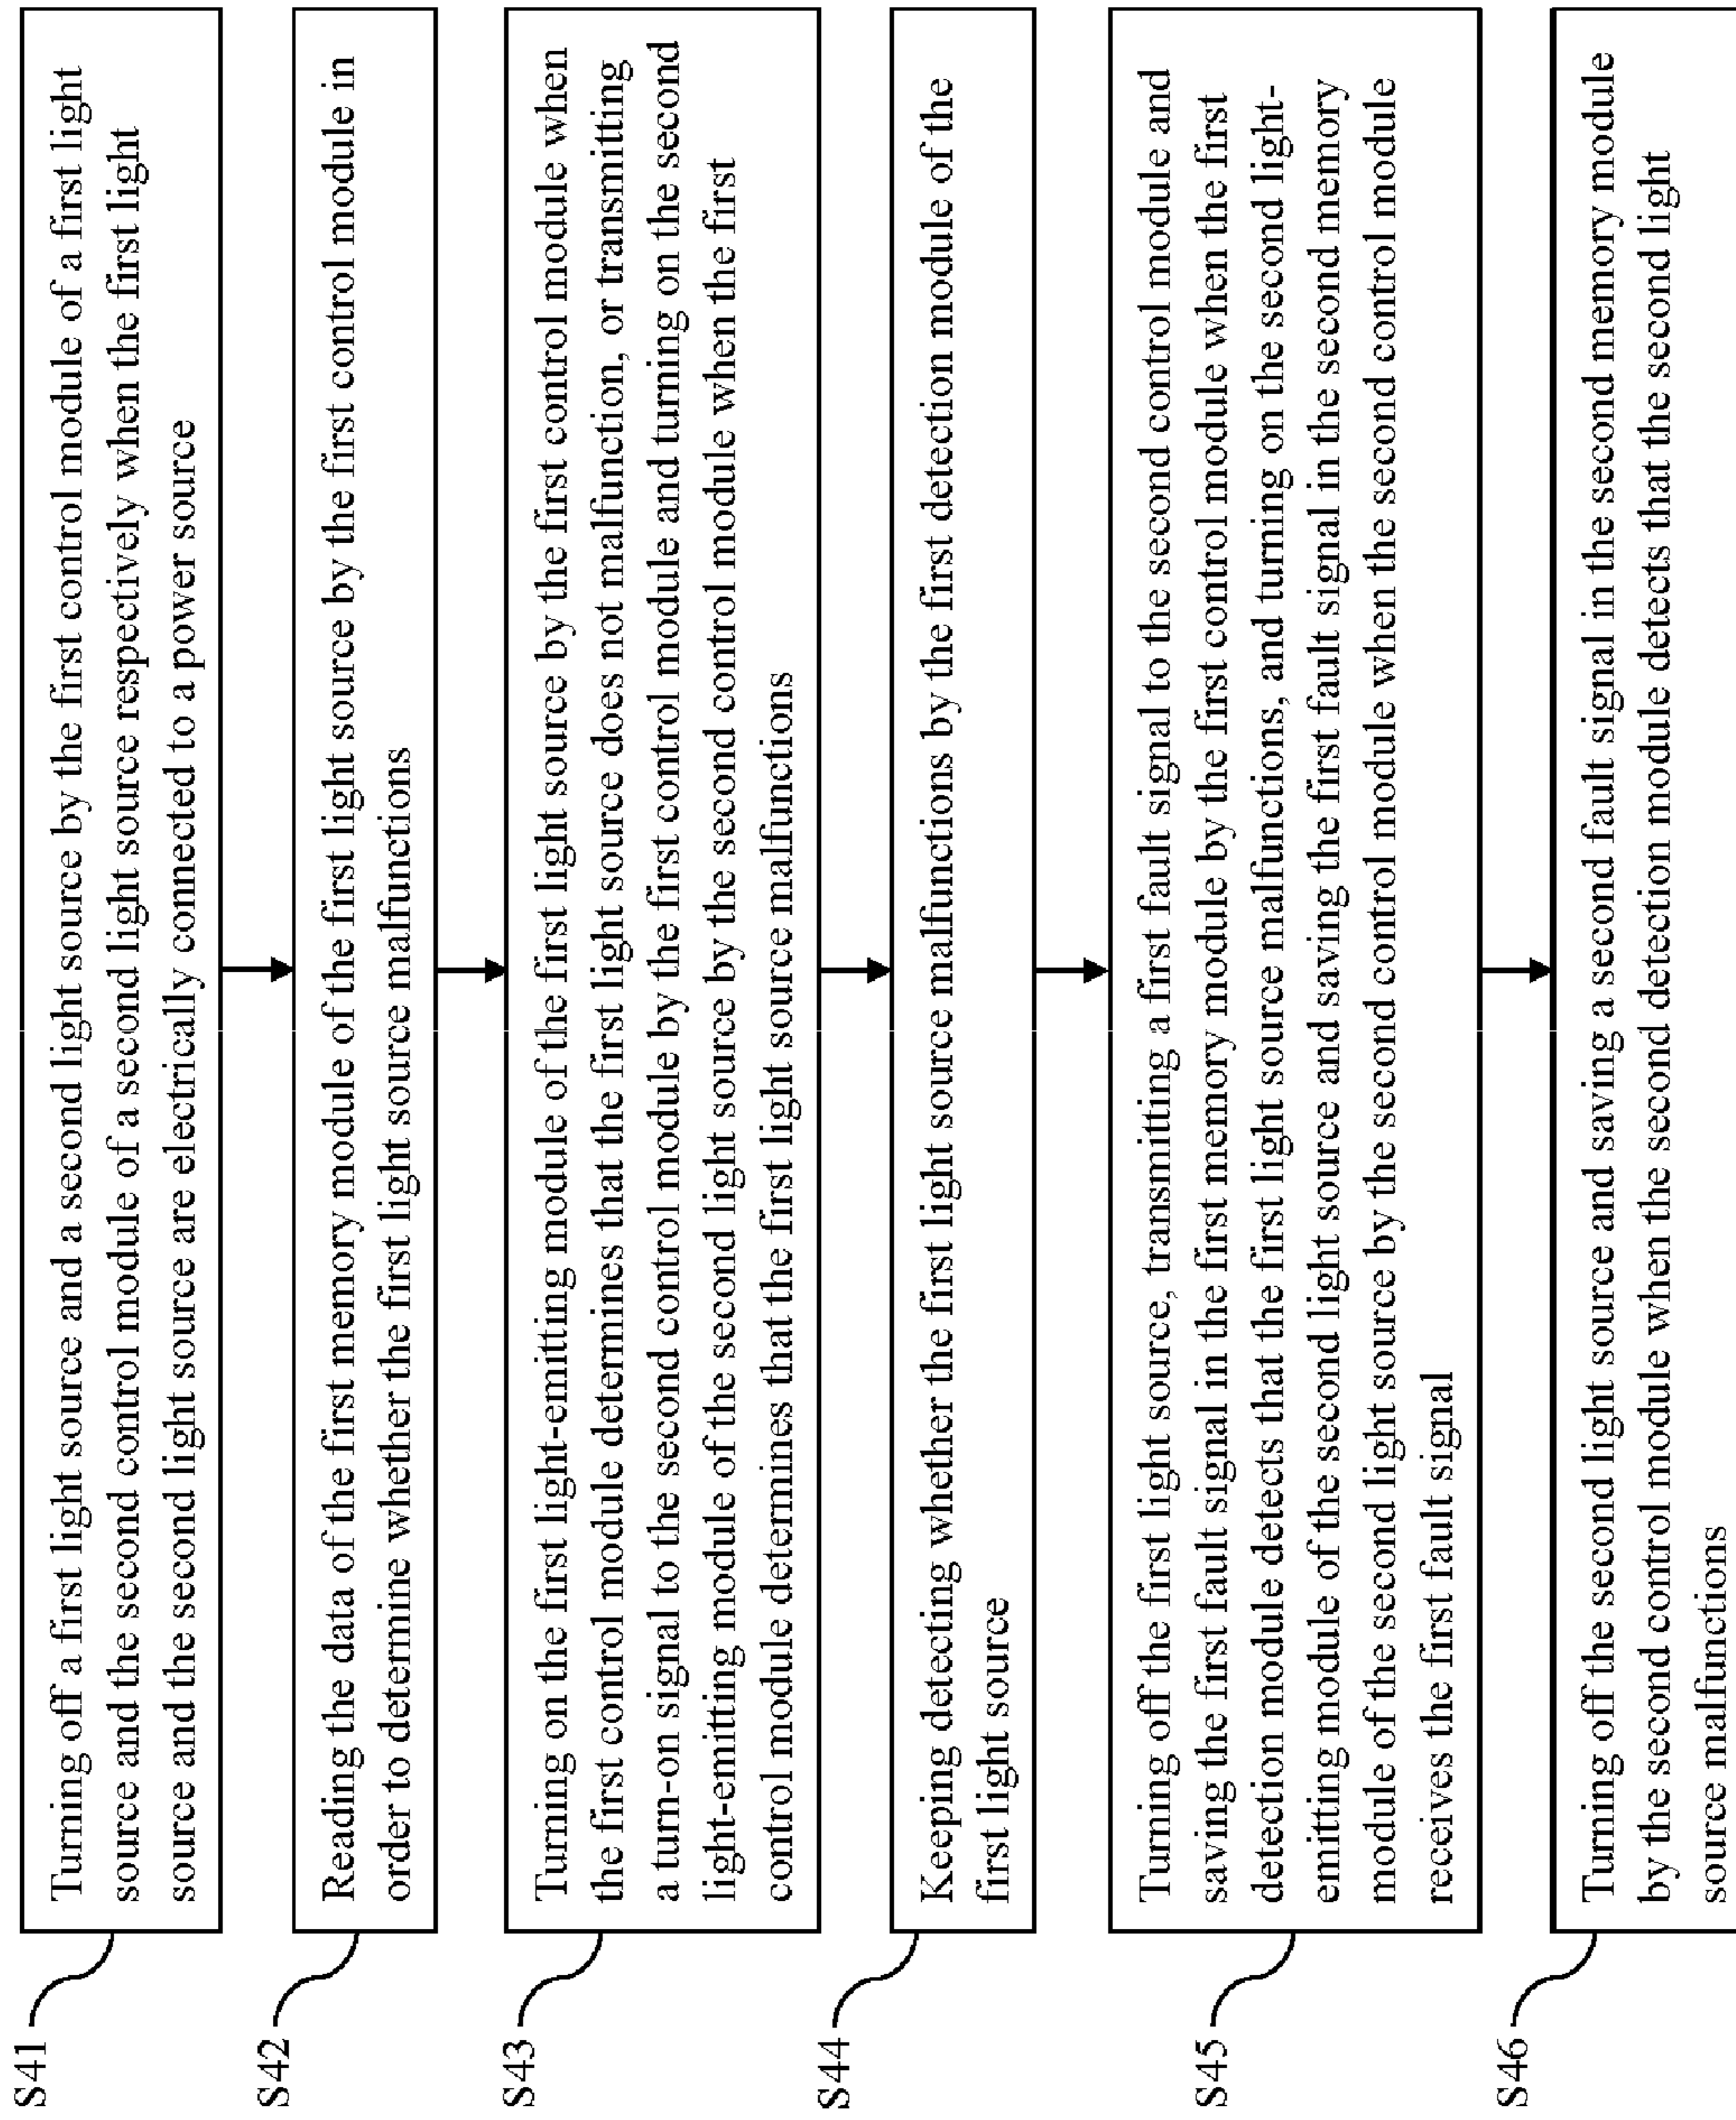 S41
Turning off a first light source and a second light source by the first control module of a first light
source and the second control module of a second light source respectively when the first light
source and the second light source are electrically connected to a power source
S42
Reading the data of the first memory module of the first light source by the first control module in
order to determine whether the first light source malfunctions
S43
Turning on the first light-emitting module of the first light source by the first control module when
the first control module determines that the first light source does not malfunction, or transmitting
a turn-on signal to the second control module by the first control module and turning on the second
light-emitting module of the second light source by the second control module when the first
control module determines that the first light source malfunctions
S44
Keeping detecting whether the first light source malfunctions by the first detection module of the
first light source
S45
Turning off the first light source, transmitting a first fault signal to the second control module and
saving the first fault signal in the first memory module by the first control module when the first
detection module detects that the first light source malfunctions, and turning on the second light-
emitting module of the second light source and saving the first fault signal in the second memory
module of the second light source by the second control module when the second control module
receives the first fault signal
S46
Turning off the second light source and saving a second fault signal in the second memory module
by the second control module when the second detection module detects that the second light
source malfunctions